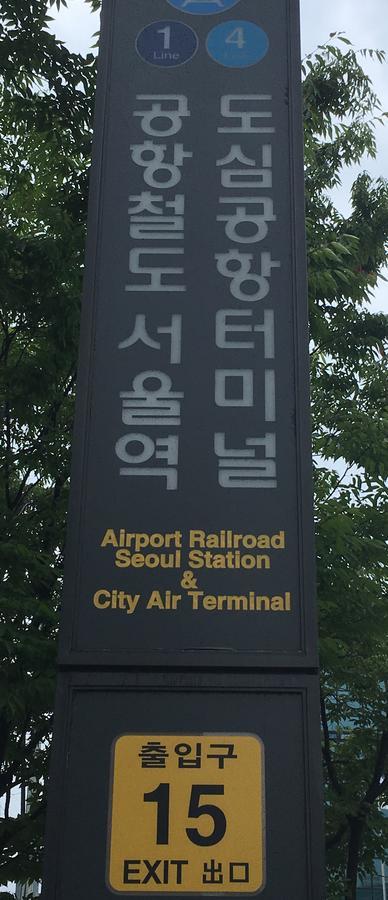 1 4
Line
공항철도 서울역
도심공항터미널
Airport Railroad
Seoul Station
&
City Air Terminal
출입구
15
EXIT 出口